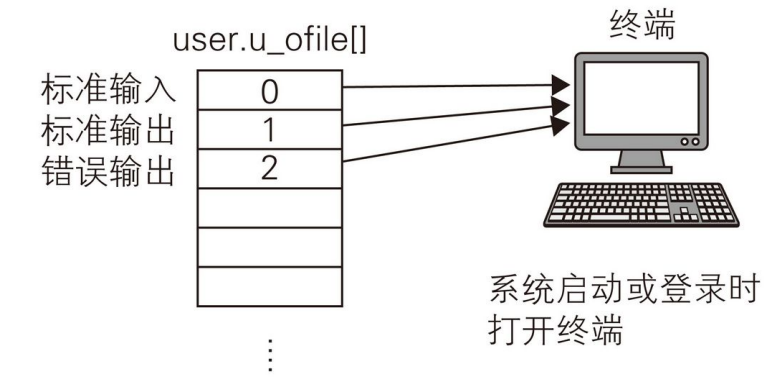 user.u_ofile[]
终端
标准输入
0
标准输出
1
错误输出
2
系统启动或登录时
打开终端
⋮